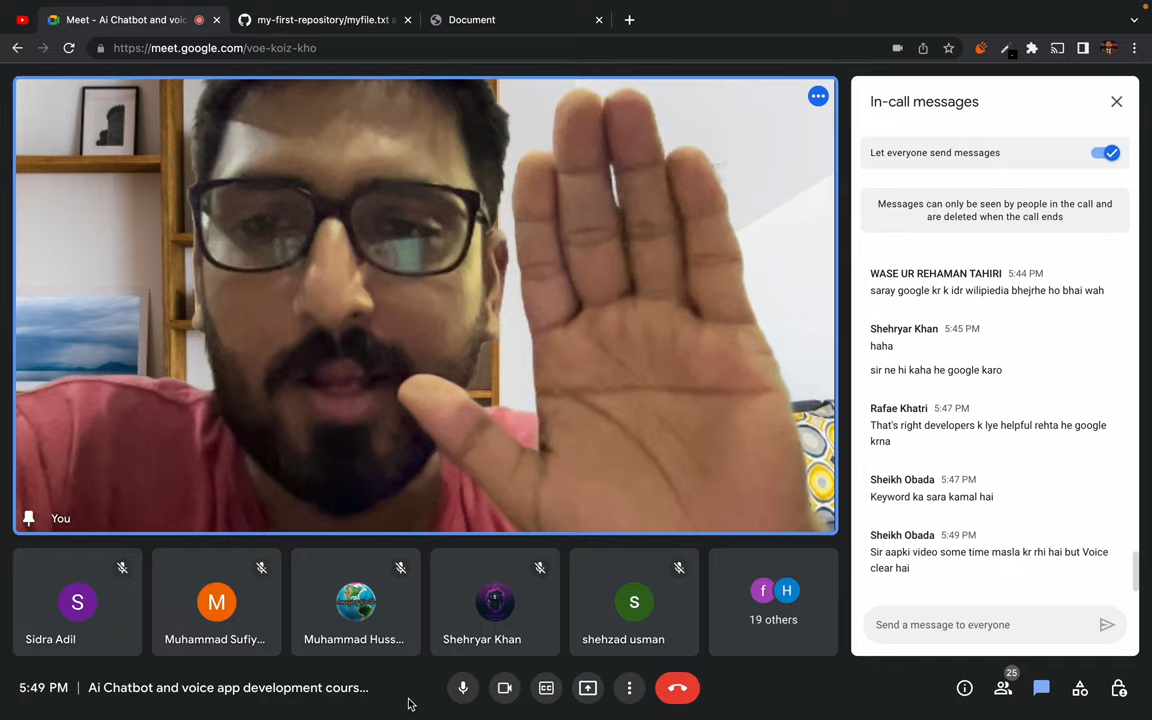 Meet - Ai Chatbot and voic
my-first-repository/myfile.txt a
Document
https://meet.google.com/voe-koiz-kho
In-call messages
Let everyone send messages
Messages can only be seen by people in the call and
are deleted when the call ends
WASE UR REHAMAN TAHIRI 5:44 PM
saray google kr k idr wilipiedia bhejrhe ho bhai wah
Shehryar Khan 5:45 PM
haha
sir ne hi kaha he google karo
Rafae Khatri 5:47 PM
That's right developers k lye helpful rehta he google
krna
Sheikh Obada 5:47 PM
Keyword ka sara kamal hai
Sheikh Obada 5:49 PM
Sir aapki video some time masla kr rhi hai but Voice
clear hai
Send a message to everyone
You
S
Sidra Adil
M
Muhammad Sufiy...
Muhammad Huss...
Shehryar Khan
s
shehzad usman
f H
19 others
5:49 PM | Ai Chatbot and voice app development cours...
25